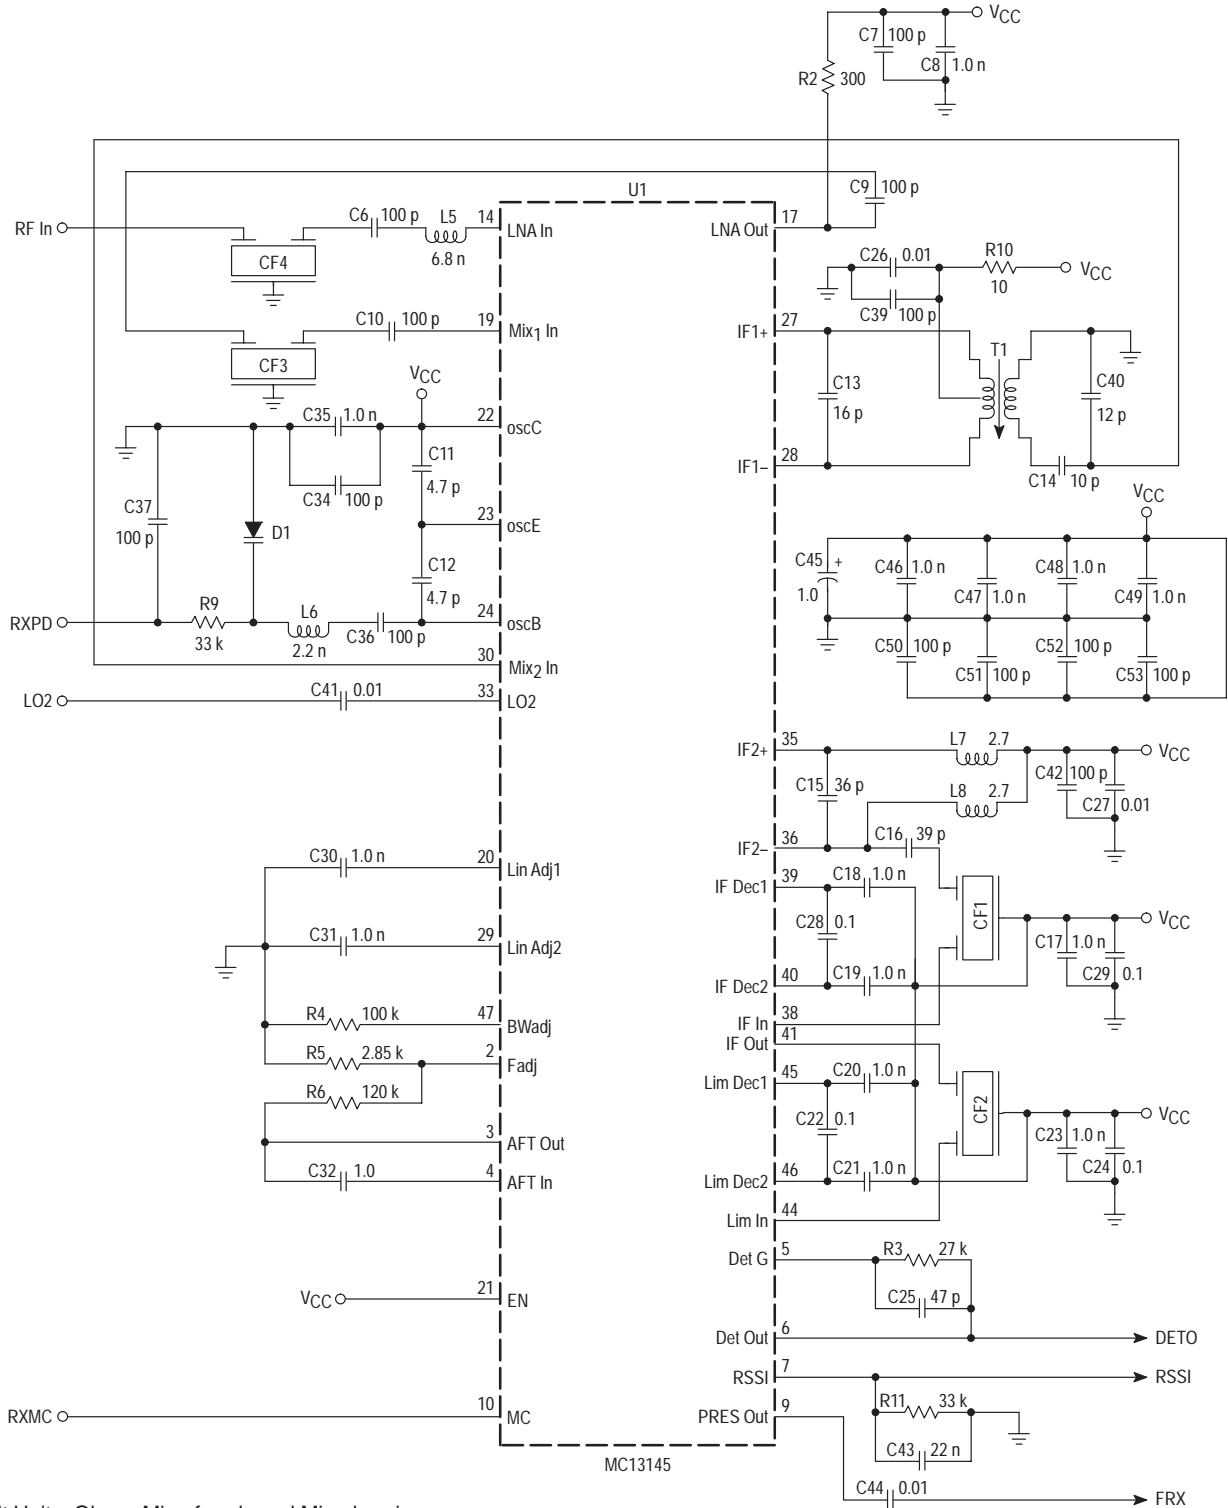 VCC
C7 100 p
C8 1.0 n
R2 300
C9 100 p
U1
RF In
C6 100 p
L5
6.8 n
14
LNA In
LNA Out
17
CF4
C26 0.01
R10
10
VCC
C39 100 p
C10 100 p
19
Mix1 In
IF1+
27
T1
CF3
C13
16 p
C40
12 p
VCC
C35 1.0 n
22
oscC
C11
4.7 p
IF1–
28
C34 100 p
C14 10 p
C37
100 p
D1
23
oscE
VCC
C12
4.7 p
C45 +
1.0
C46 1.0 n
C47 1.0 n
C48 1.0 n
C49 1.0 n
RXPD
R9
33 k
L6
2.2 n
C36 100 p
24
oscB
C50 100 p
C51 100 p
C52 100 p
C53 100 p
30
Mix2 In
LO2
C41 0.01
33
LO2
IF2+
35
L7 2.7
VCC
C15 36 p
L8 2.7
C42 100 p
C27 0.01
IF2–
36
C16 39 p
C30 1.0 n
20
Lin Adj1
IF Dec1
39
C18 1.0 n
CF1
C28 0.1
VCC
C17 1.0 n
C29 0.1
C31 1.0 n
29
Lin Adj2
IF Dec2
40
C19 1.0 n
R4 100 k
47
BWadj
IF In
38
IF Out
41
R5 2.85 k
2
Fadj
R6 120 k
Lim Dec1
45
C20 1.0 n
CF2
C22 0.1
VCC
C23 1.0 n
C24 0.1
3
AFT Out
C32 1.0
4
AFT In
Lim Dec2
46
C21 1.0 n
Lim In
44
Det G
5
R3 27 k
C25 47 p
VCC
21
EN
Det Out
6
DETO
RSSI
7
RSSI
RXMC
10
MC
PRES Out
9
R11 33 k
C43 22 n
MC13145
C44 0.01
FRX